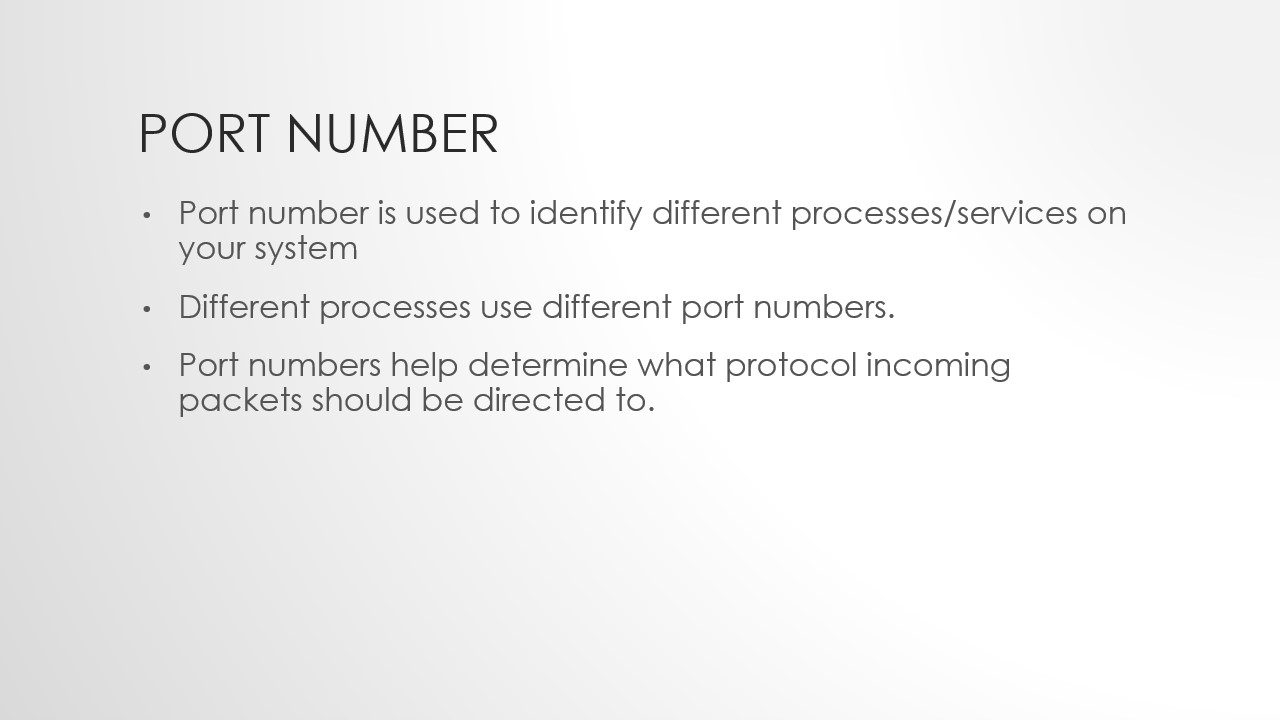 PORT NUMBER
• Port number is used to identify different processes/services on
your system
• Different processes use different port numbers.
• Port numbers help determine what protocol incoming
packets should be directed to.